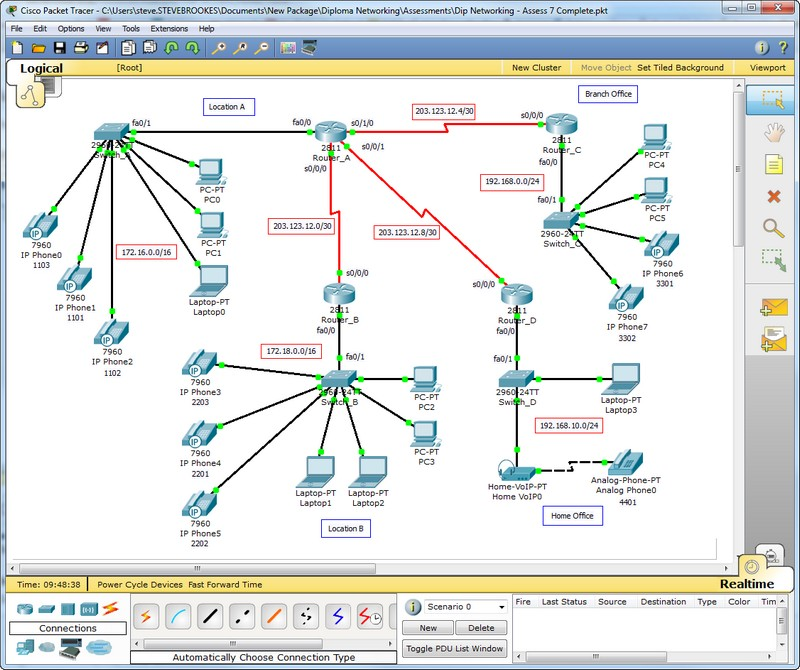 Cisco Packet Tracer - C:\Users\steve.STEVEBROOKES\Documents\New Package\Diploma Networking\Assessments\Dip Networking - Assess 7 Complete.pkt
File Edit Options View Tools Extensions Help
Logical [Root] New Cluster Move Object Set Tiled Background Viewport
Location A
Branch Office
203.123.12.4/30
fa0/1
fa0/0
s0/1/0
s0/0/0
2960-24TT
Switch_A
2811
Router_A
s0/0/1
s0/0/0
2811
Router_C
fa0/0
PC-PT
PC0
PC-PT
PC4
192.168.0.0/24
PC-PT
PC5
fa0/1
2960-24TT
Switch_C
203.123.12.0/30
203.123.12.8/30
PC-PT
PC1
7960
IP Phone0
1103
172.16.0.0/16
7960
IP Phone6
3301
s0/0/0
s0/0/0
7960
IP Phone1
1101
Laptop-PT
Laptop0
2811
Router_B
fa0/0
2811
Router_D
fa0/0
7960
IP Phone7
3302
7960
IP Phone2
1102
172.18.0.0/16
fa0/1
fa0/1
7960
IP Phone3
2203
2960-24TT
Switch_B
PC-PT
PC2
2960-24TT
Switch_D
Laptop-PT
Laptop3
192.168.10.0/24
7960
IP Phone4
2201
PC-PT
PC3
Laptop-PT
Laptop1
Laptop-PT
Laptop2
Home-VoIP-PT
Home VoIP0
Analog-Phone-PT
Analog Phone0
4401
7960
IP Phone5
2202
Location B
Home Office
Time: 09:48:38 Power Cycle Devices Fast Forward Time
Realtime
Connections
Automatically Choose Connection Type
Scenario 0
New Delete
Toggle PDU List Window
Fire Last Status Source Destination Type Color Tim